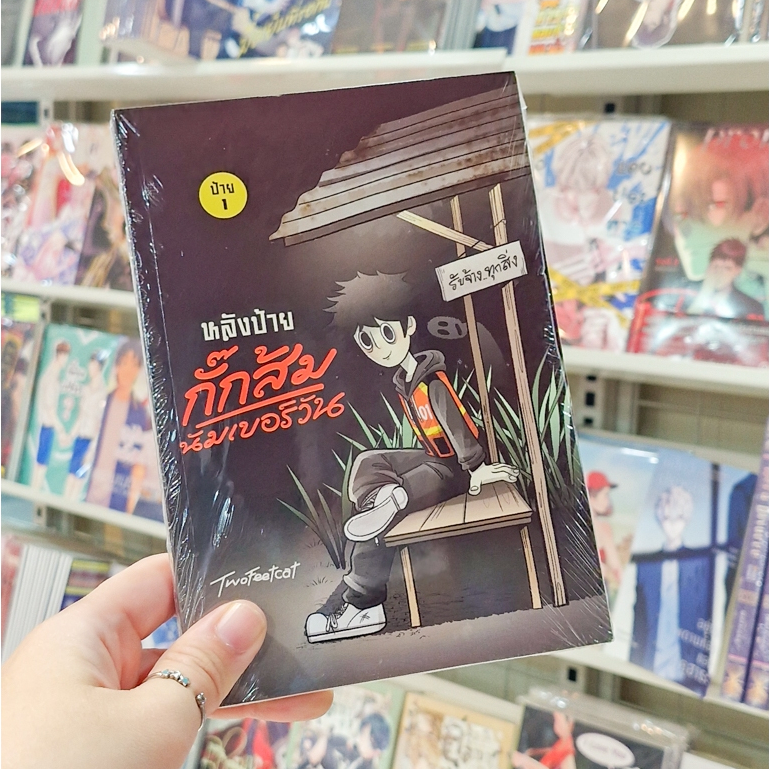 ป้าย
1
รับจ้าง ทุกสิ่ง
หลังป้าย
กั๊กส้ม
นัมเบอร์วัน
01
Twofeetcat